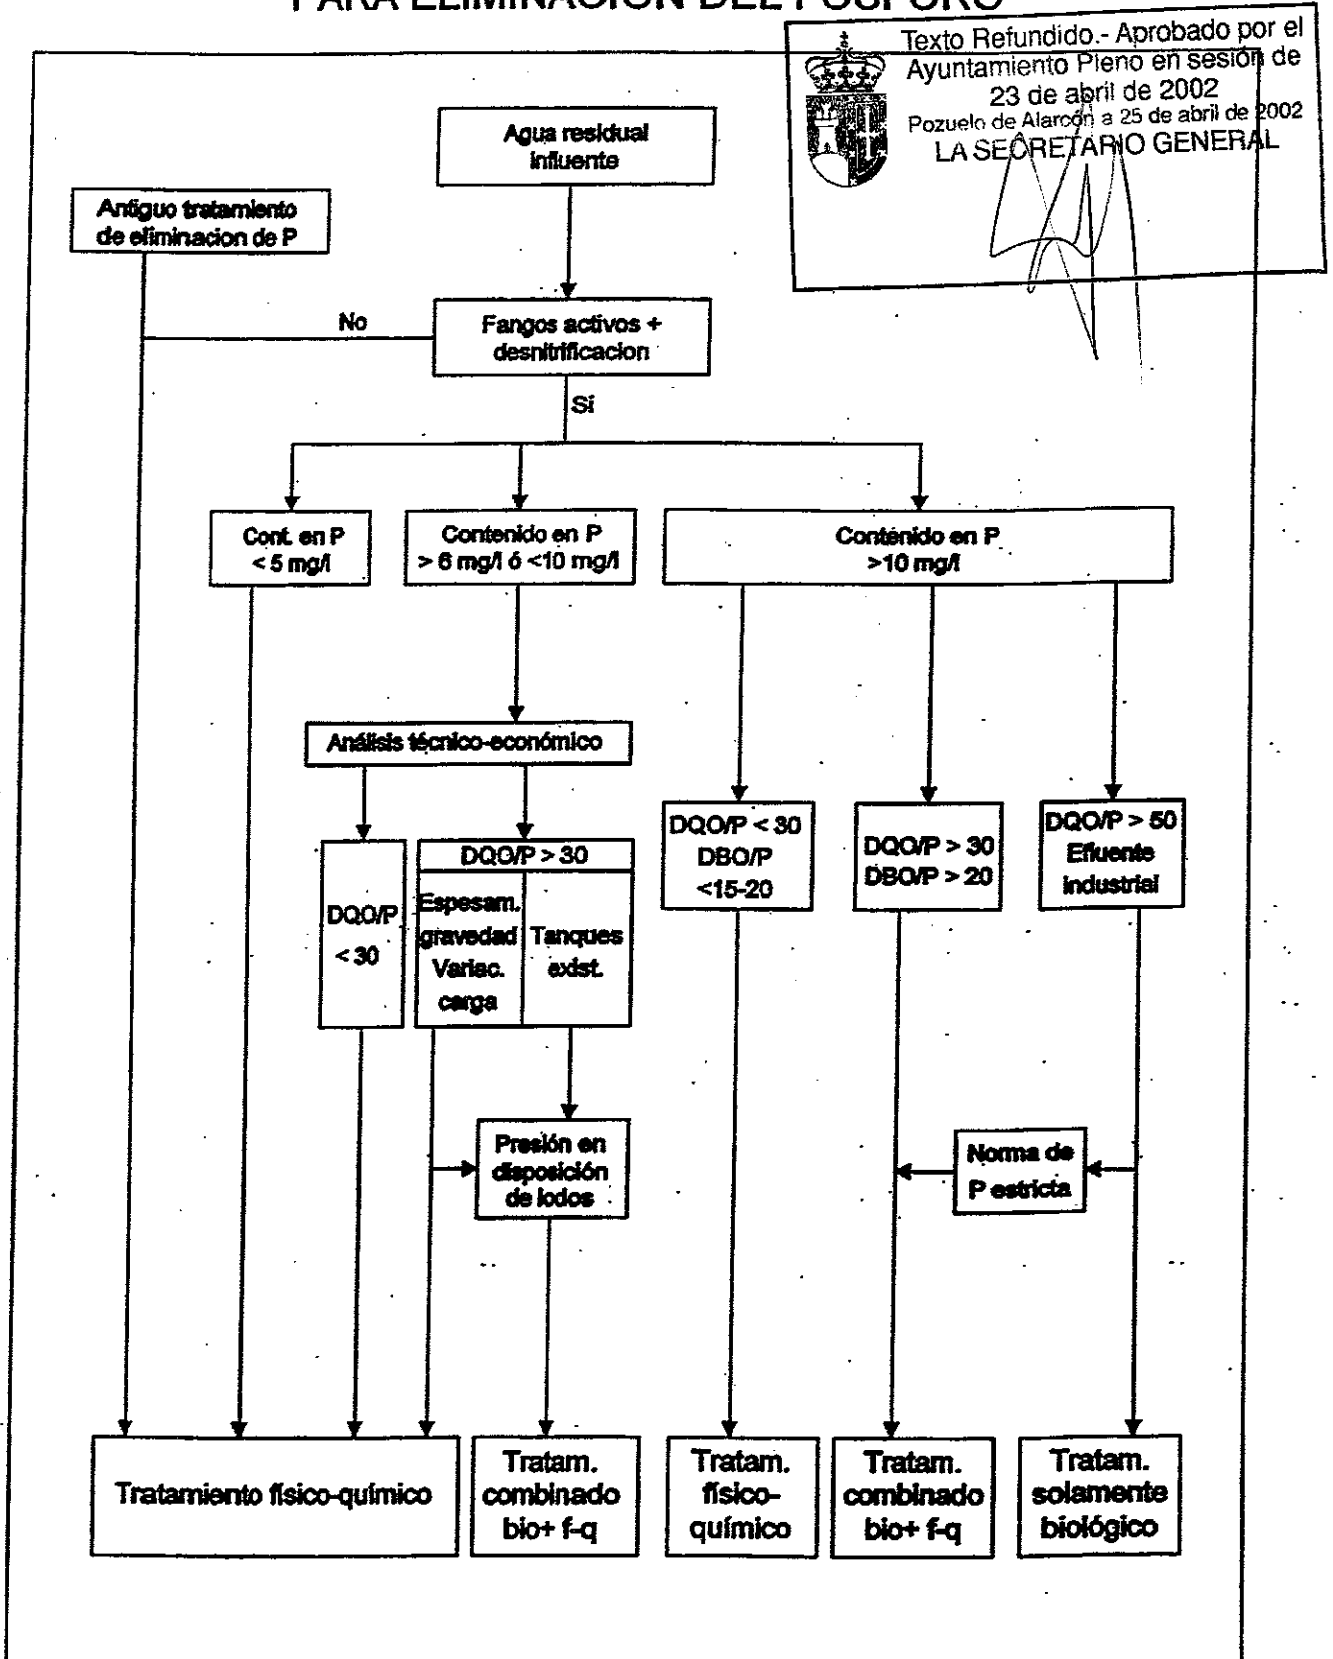 PARA ELIMINACION DEL FOSFORO
Texto Refundido.- Aprobado por el
Ayuntamiento Pleno en sesión de
23 de abril de 2002
Pozuelo de Alarcón a 25 de abril de 2002
LA SECRETARIO GENERAL
Agua residual
influente
Antiguo tratamiento
de eliminacion de P
No
Fangos activos +
desnitrificacion
Sí
Cont. en P
< 5 mg/l
Contenido en P
> 6 mg/l ó <10 mg/l
Contenido en P
>10 mg/l
Análisis técnico-económico
DQO/P
< 30
DQO/P > 30
Espesam.
gravedad
Variac.
carga
Tanques
exist.
DQO/P < 30
DBO/P
<15-20
DQO/P > 30
DBO/P > 20
DQO/P > 50
Efluente
industrial
Presión en
disposición
de lodos
Norma de
P estricta
Tratamiento físico-químico
Tratam.
combinado
bio+ f-q
Tratam.
físico-
químico
Tratam.
combinado
bio+ f-q
Tratam.
solamente
biológico